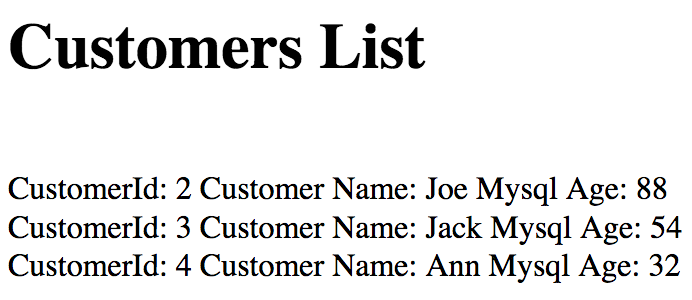 Customers List
CustomerId: 2 Customer Name: Joe Mysql Age: 88
CustomerId: 3 Customer Name: Jack Mysql Age: 54
CustomerId: 4 Customer Name: Ann Mysql Age: 32